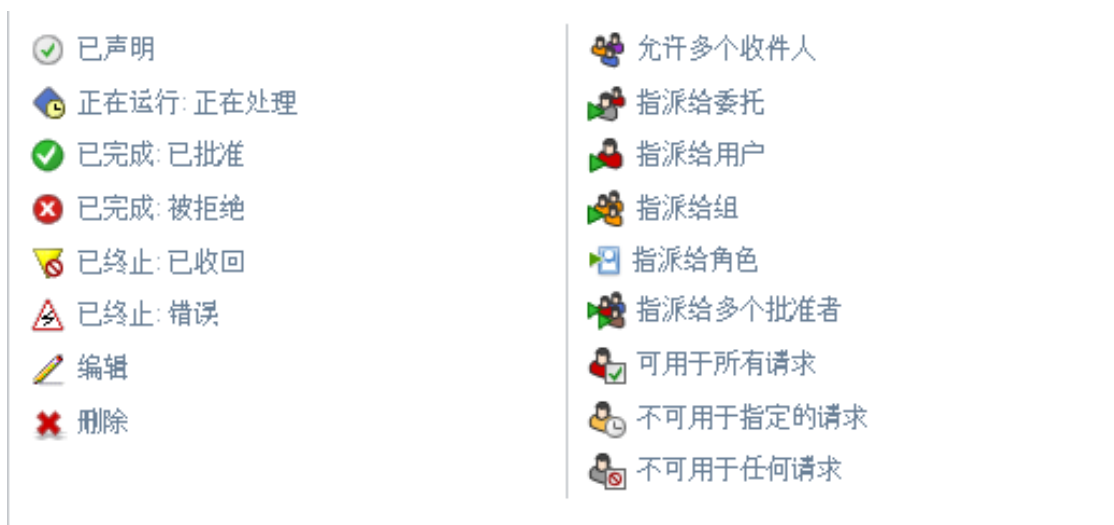 已声明
正在运行: 正在处理
已完成: 已批准
已完成: 被拒绝
已终止: 已收回
已终止: 错误
编辑
删除
允许多个收件人
指派给委托
指派给用户
指派给组
指派给角色
指派给多个批准者
可用于所有请求
不可用于指定的请求
不可用于任何请求